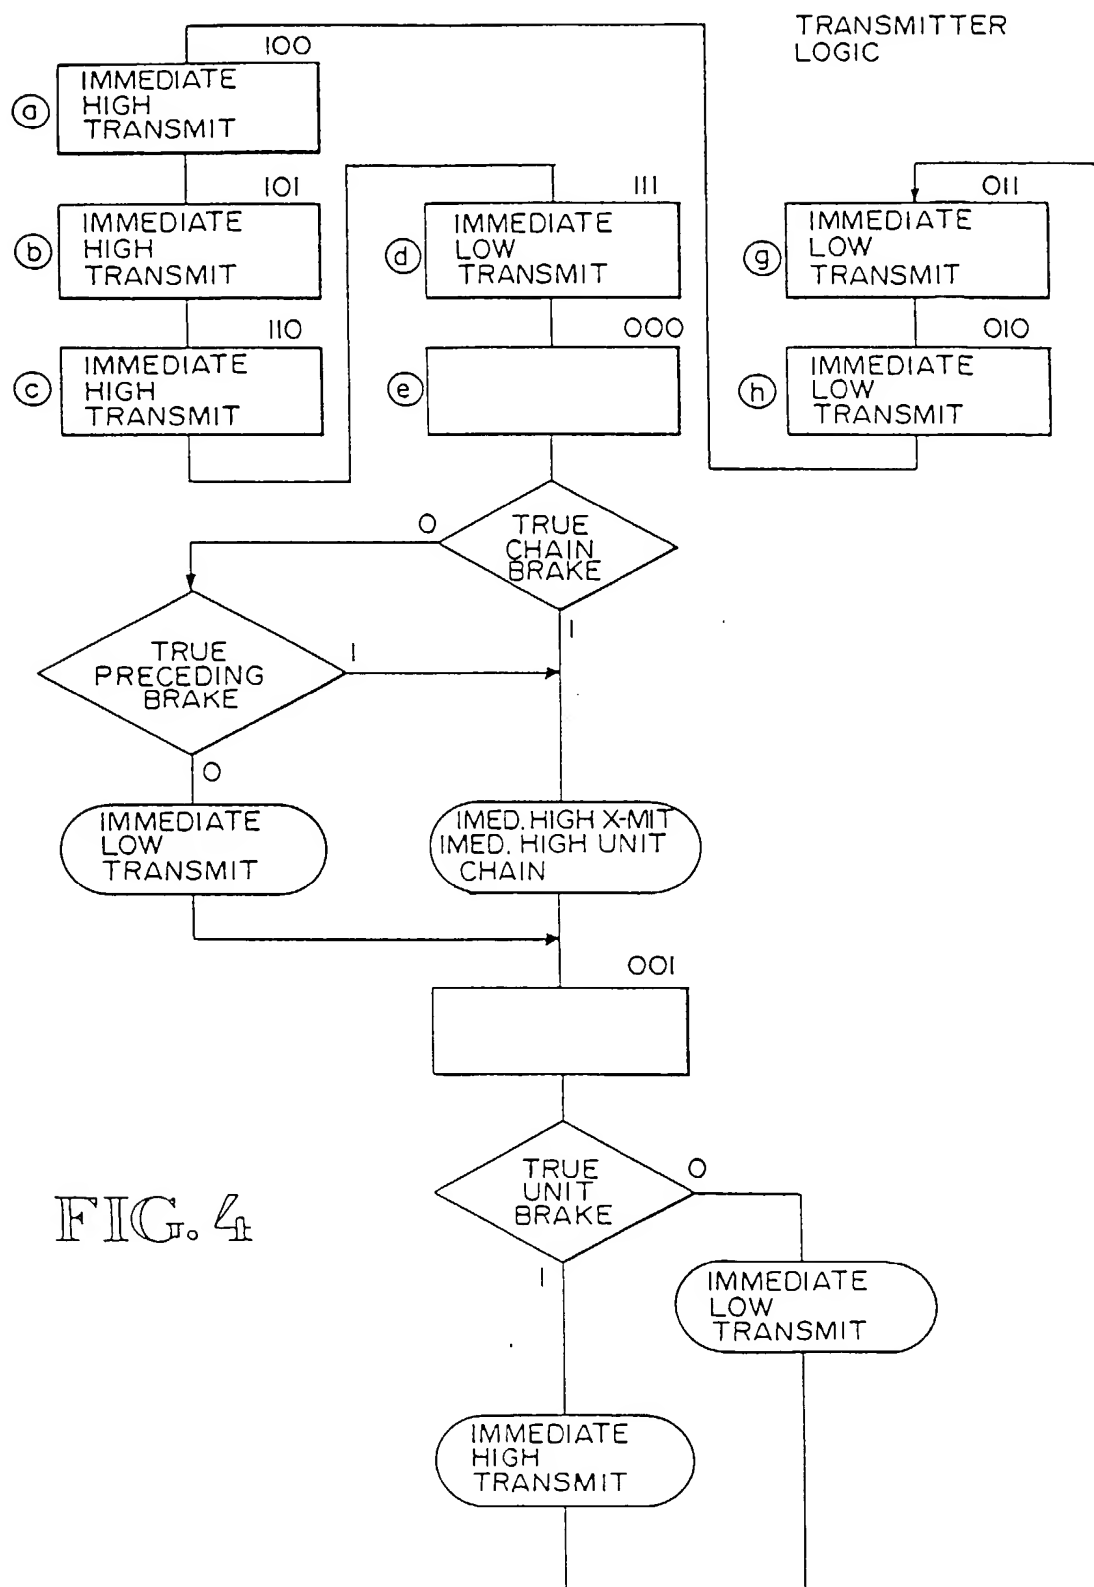 TRANSMITTER
LOGIC
100
a
IMMEDIATE
HIGH
TRANSMIT
101
b
IMMEDIATE
HIGH
TRANSMIT
110
c
IMMEDIATE
HIGH
TRANSMIT
111
d
IMMEDIATE
LOW
TRANSMIT
000
e
011
g
IMMEDIATE
LOW
TRANSMIT
010
h
IMMEDIATE
LOW
TRANSMIT
TRUE
CHAIN
BRAKE
0
1
TRUE
PRECEDING
BRAKE
1
0
IMMEDIATE
LOW
TRANSMIT
IMED. HIGH X-MIT
IMED. HIGH UNIT
CHAIN
001
TRUE
UNIT
BRAKE
0
1
IMMEDIATE
LOW
TRANSMIT
IMMEDIATE
HIGH
TRANSMIT
FIG. 4